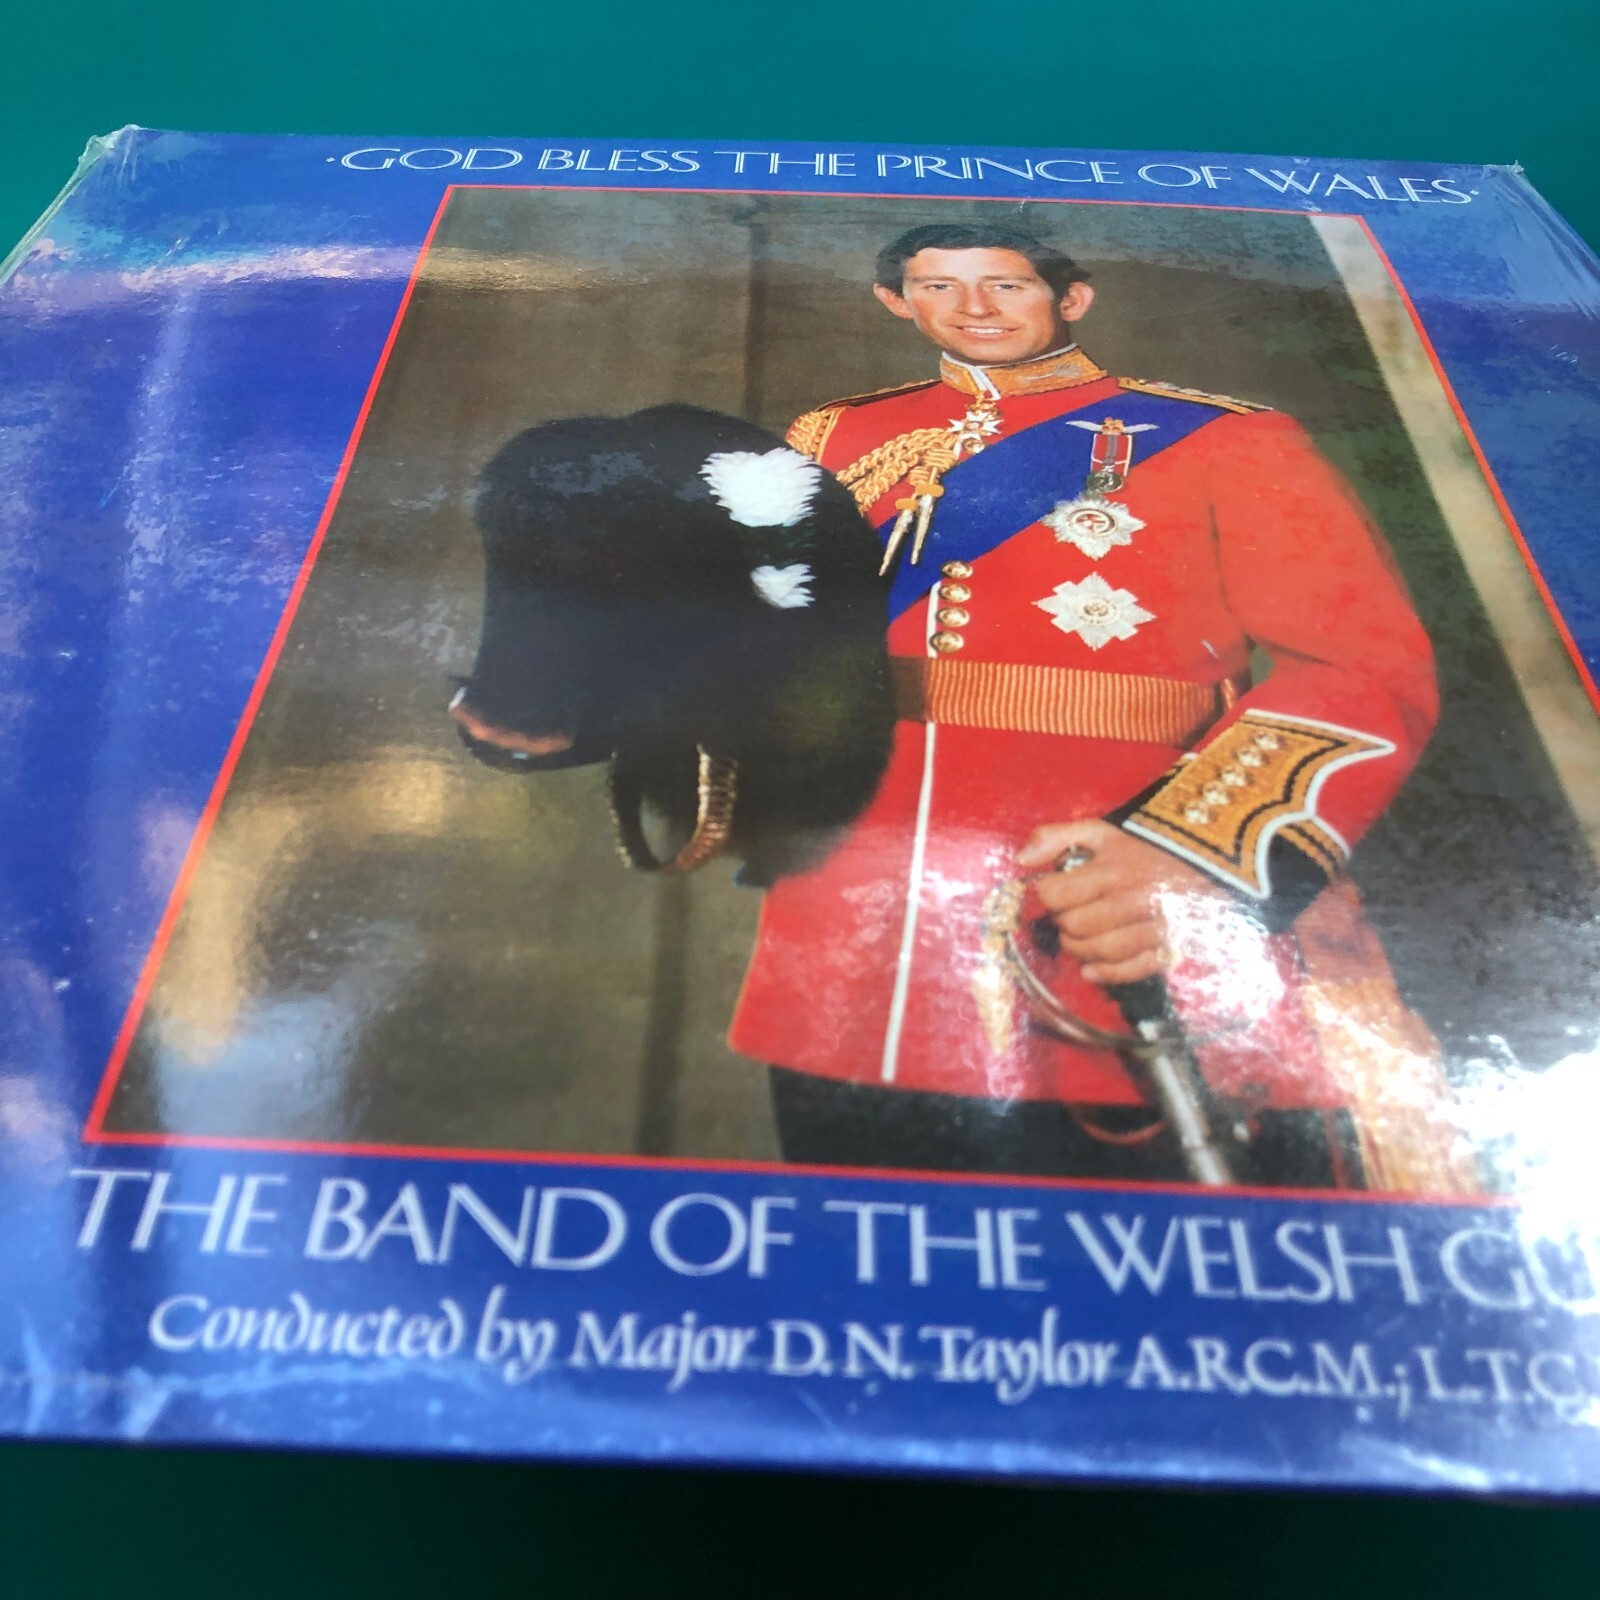 ·GOD BLESS THE PRINCE OF WALES·
THE BAND OF THE WELSH
Conducted by Major D. N. Taylor A.R.C.M.; L.T.C.